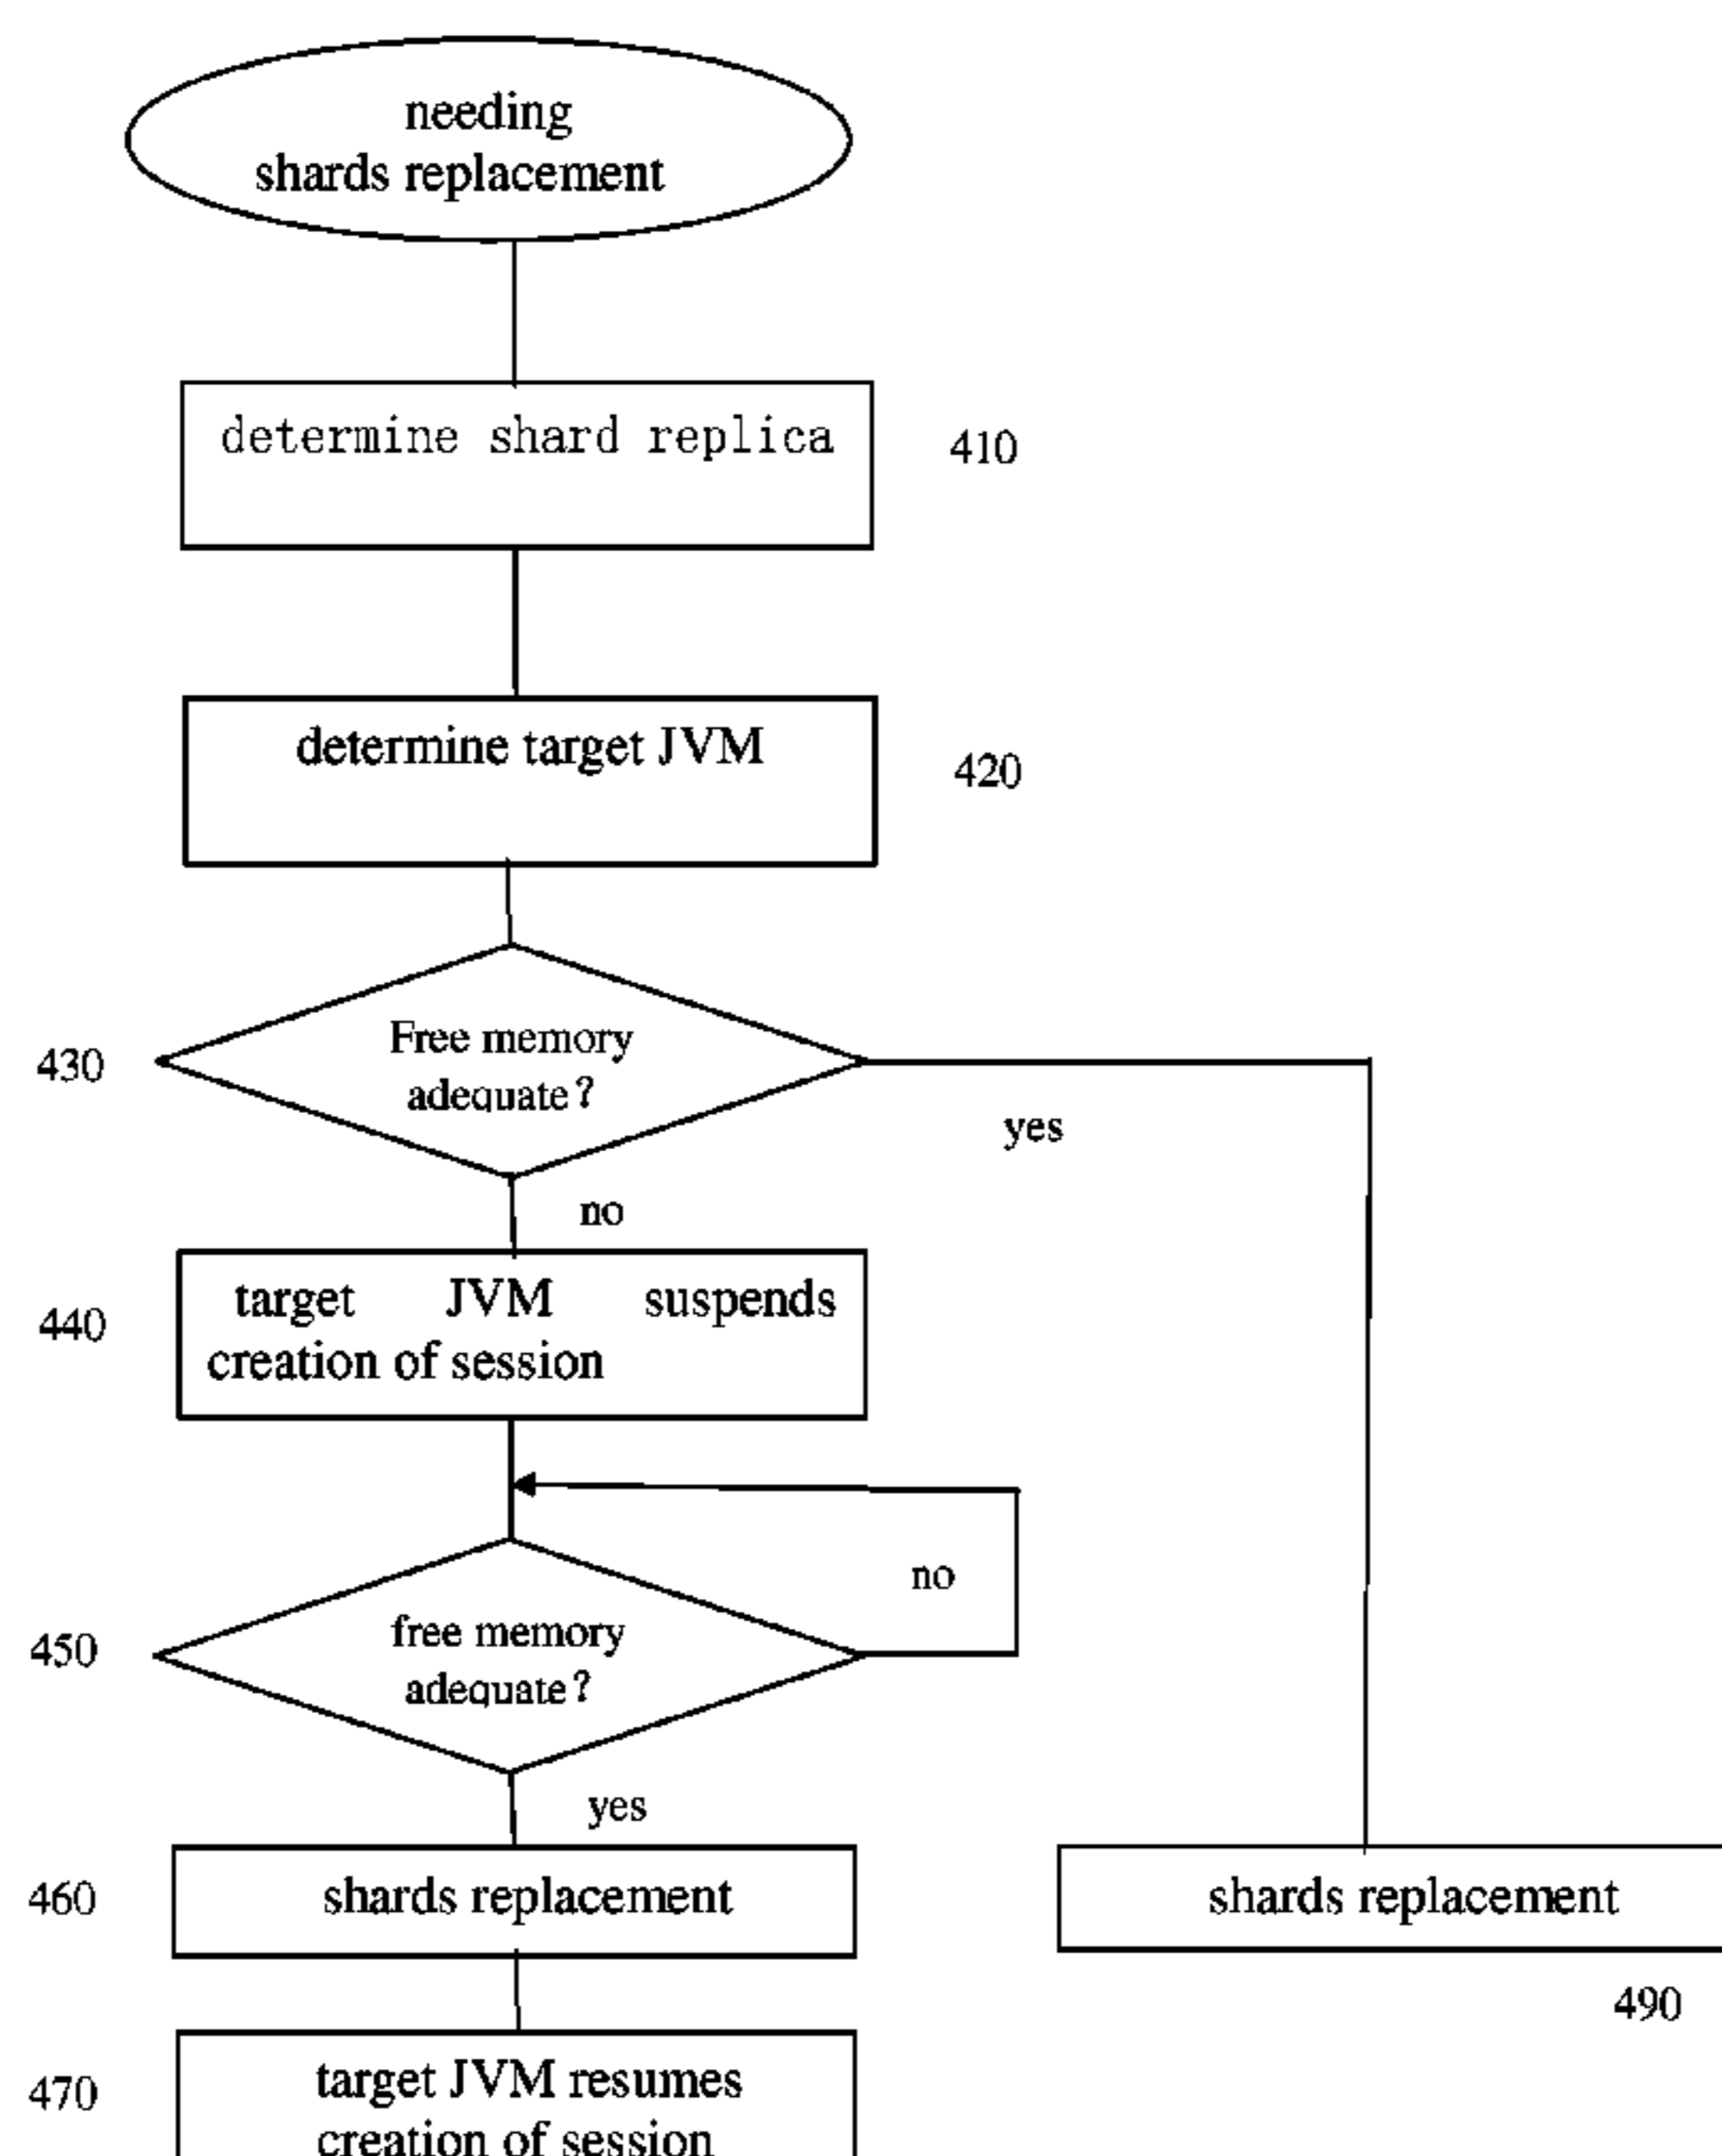 needing
shards replacement
determine shard replica
410
determine target JVM
420
Free memory
adequate?
430
yes
no
target JVM suspends
creation of session
440
no
free memory
adequate?
450
yes
460
shards replacement
shards replacement
490
470
target JVM resumes
creation of session